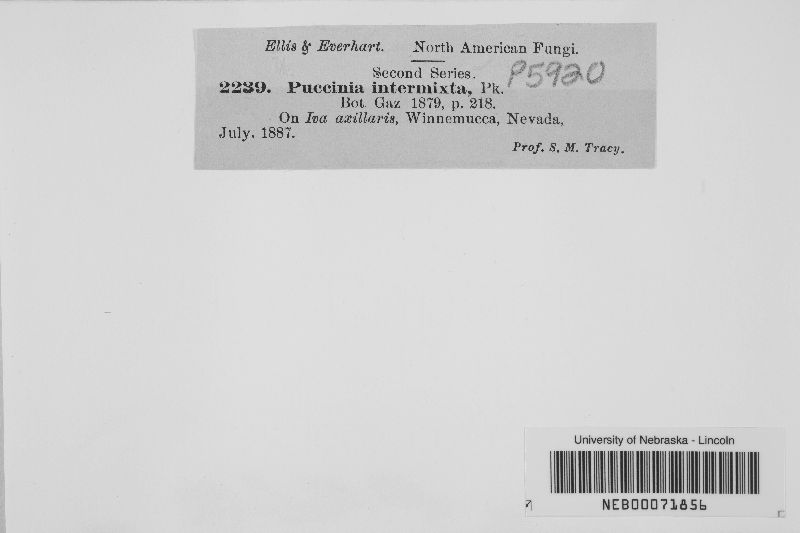 Ellis & Everhart. North American Fungi.
Second Series.
P5920
2239. Puccinia intermixta, Pk.
Bot. Gaz 1879, p. 218.
On Iva axillaris, Winnemucca, Nevada,
July, 1887.
Prof. S. M. Tracy.
University of Nebraska - Lincoln
NEB00071856